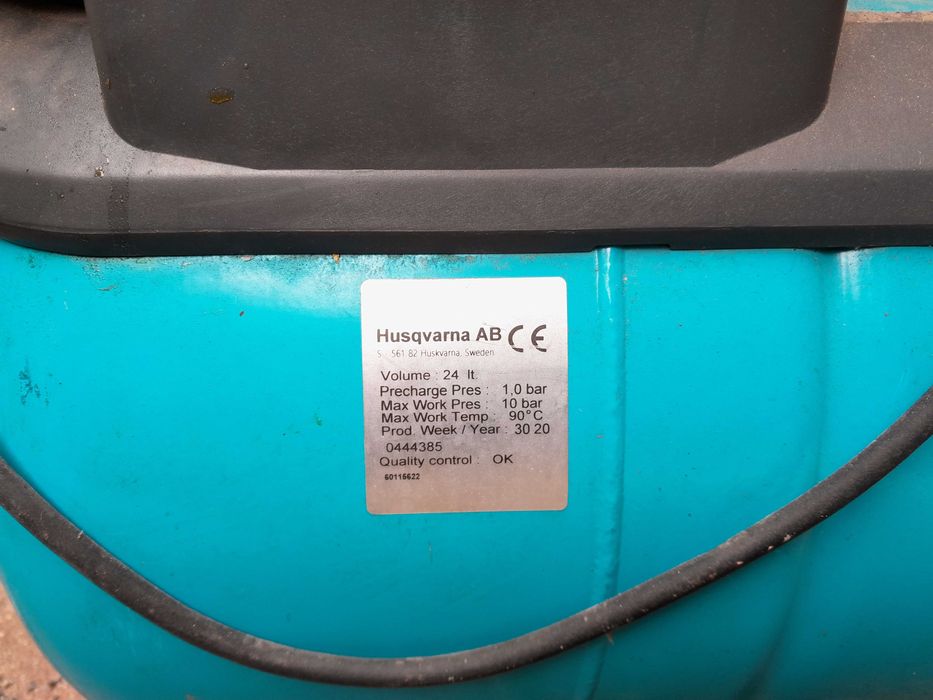 Husqvarna AB CE
S 561 82 Huskvarna, Sweden
Volume : 24 lt.
Precharge Pres : 1,0 bar
Max Work Pres : 10 bar
Max Work Temp : 90°C
Prod. Week / Year : 30 20
0444385
Quality control : OK
60115622